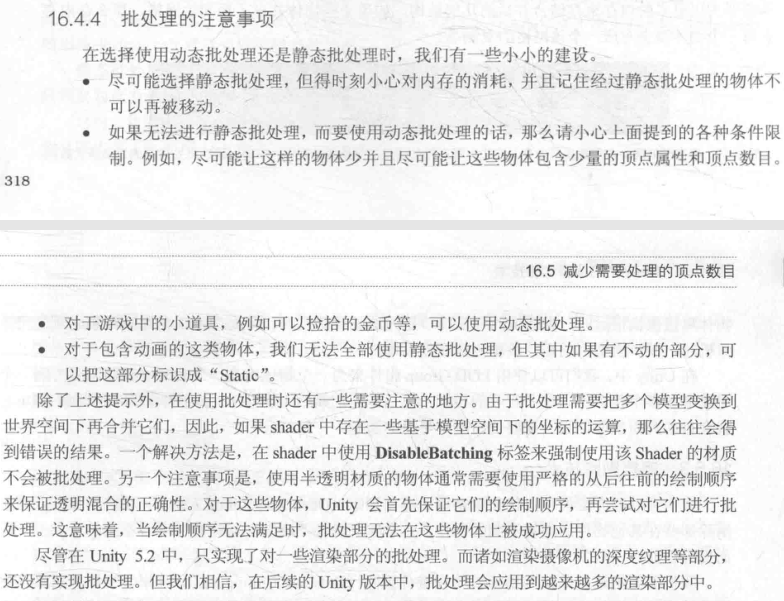 16.4.4 批处理的注意事项
在选择使用动态批处理还是静态批处理时，我们有一些小小的建设。
● 尽可能选择静态批处理，但得时刻小心对内存的消耗，并且记住经过静态批处理的物体不
可以再被移动。
● 如果无法进行静态批处理，而要使用动态批处理的话，那么请小心上面提到的各种条件限
制。例如，尽可能让这样的物体少并且尽可能让这些物体包含少量的顶点属性和顶点数目。
318
16.5 减少需要处理的顶点数目
● 对于游戏中的小道具，例如可以捡拾的金币等，可以使用动态批处理。
● 对于包含动画的这类物体，我们无法全部使用静态批处理，但其中如果有不动的部分，可
以把这部分标识成“Static”。
除了上述提示外，在使用批处理时还有一些需要注意的地方。由于批处理需要把多个模型变换到
世界空间下再合并它们，因此，如果 shader 中存在一些基于模型空间下的坐标的运算，那么往往会得
到错误的结果。一个解决方法是，在 shader 中使用 DisableBatching 标签来强制使用该 Shader 的材质
不会被批处理。另一个注意事项是，使用半透明材质的物体通常需要使用严格的从后往前的绘制顺序
来保证透明混合的正确性。对于这些物体，Unity 会首先保证它们的绘制顺序，再尝试对它们进行批
处理。这意味着，当绘制顺序无法满足时，批处理无法在这些物体上被成功应用。
尽管在 Unity 5.2 中，只实现了对一些渲染部分的批处理。而诸如渲染摄像机的深度纹理等部分，
还没有实现批处理。但我们相信，在后续的 Unity 版本中，批处理会应用到越来越多的渲染部分中。